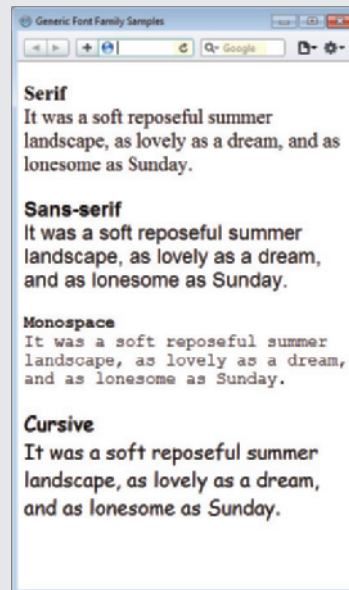 Generic Font Family Samples
Google
Serif
It was a soft reposeful summer
landscape, as lovely as a dream, and as
lonesome as Sunday.
Sans-serif
It was a soft reposeful summer
landscape, as lovely as a dream,
and as lonesome as Sunday.
Monospace
It was a soft reposeful summer
landscape, as lovely as a dream,
and as lonesome as Sunday.
Cursive
It was a soft reposeful summer
landscape, as lovely as a dream,
and as lonesome as Sunday.